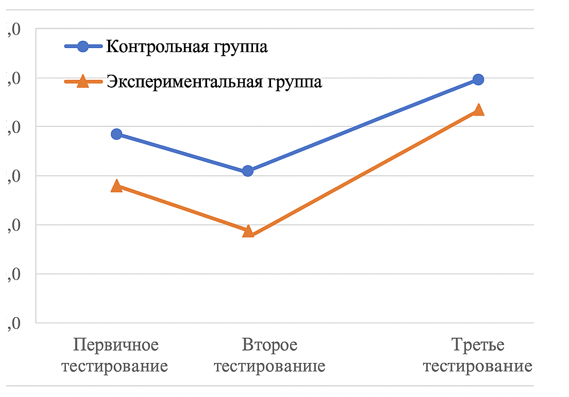 ,0
Контрольная группа
,0
Экспериментальная группа
,0
,0
,0
,0
,0
Первичное тестирование
Второе тестирование
Третье тестирование